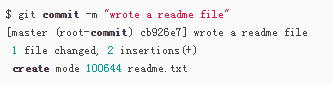 $ git commit -m "wrote a readme file"
[master (root-commit) cb926e7] wrote a readme file
1 file changed, 2 insertions(+)
create mode 100644 readme.txt